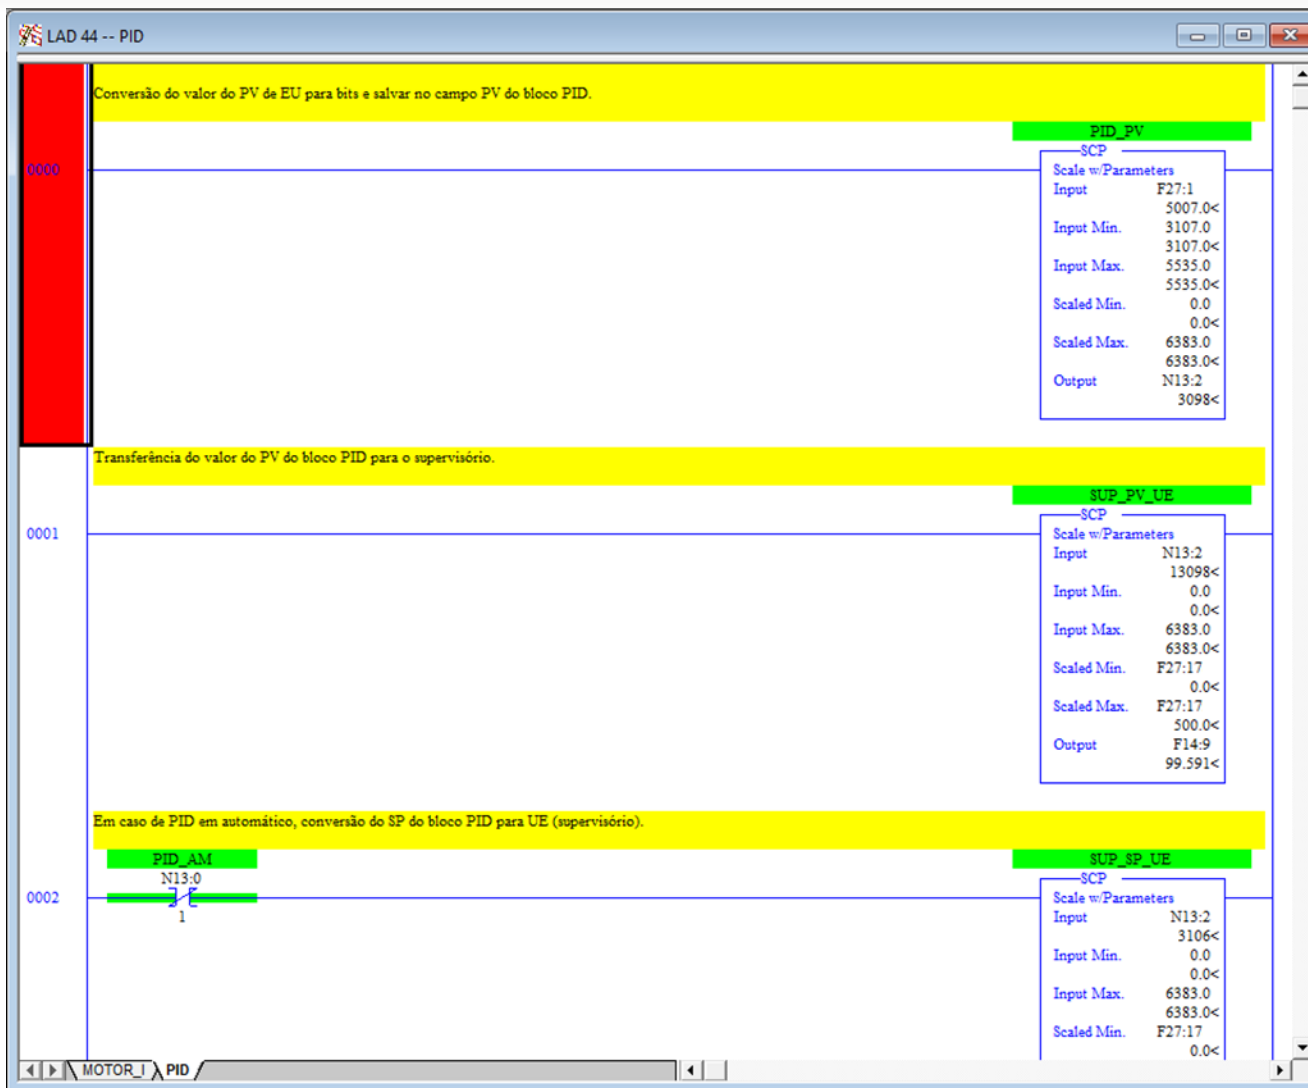 LAD 44 -- PID
Conversão do valor do PV de EU para bits e salvar no campo PV do bloco PID.
PID_PV
SCP
0000
Scale w/Parameters
Input F27:1
5007.0<
Input Min. 3107.0
3107.0<
Input Max. 5535.0
5535.0<
Scaled Min. 0.0
0.0<
Scaled Max. 6383.0
6383.0<
Output N13:2
3098<
Transferência do valor do PV do bloco PID para o supervisório.
SUP_PV_UE
SCP
0001
Scale w/Parameters
Input N13:2
13098<
Input Min. 0.0
0.0<
Input Max. 6383.0
6383.0<
Scaled Min. F27:17
0.0<
Scaled Max. F27:17
500.0<
Output F14:9
99.591<
Em caso de PID em automático, conversão do SP do bloco PID para UE (supervisório).
PID_AM
SUP_SP_UE
N13:0
SCP
0002
Scale w/Parameters
1
Input N13:2
3106<
Input Min. 0.0
0.0<
Input Max. 6383.0
6383.0<
Scaled Min. F27:17
0.0<
MOTOR_I
PID